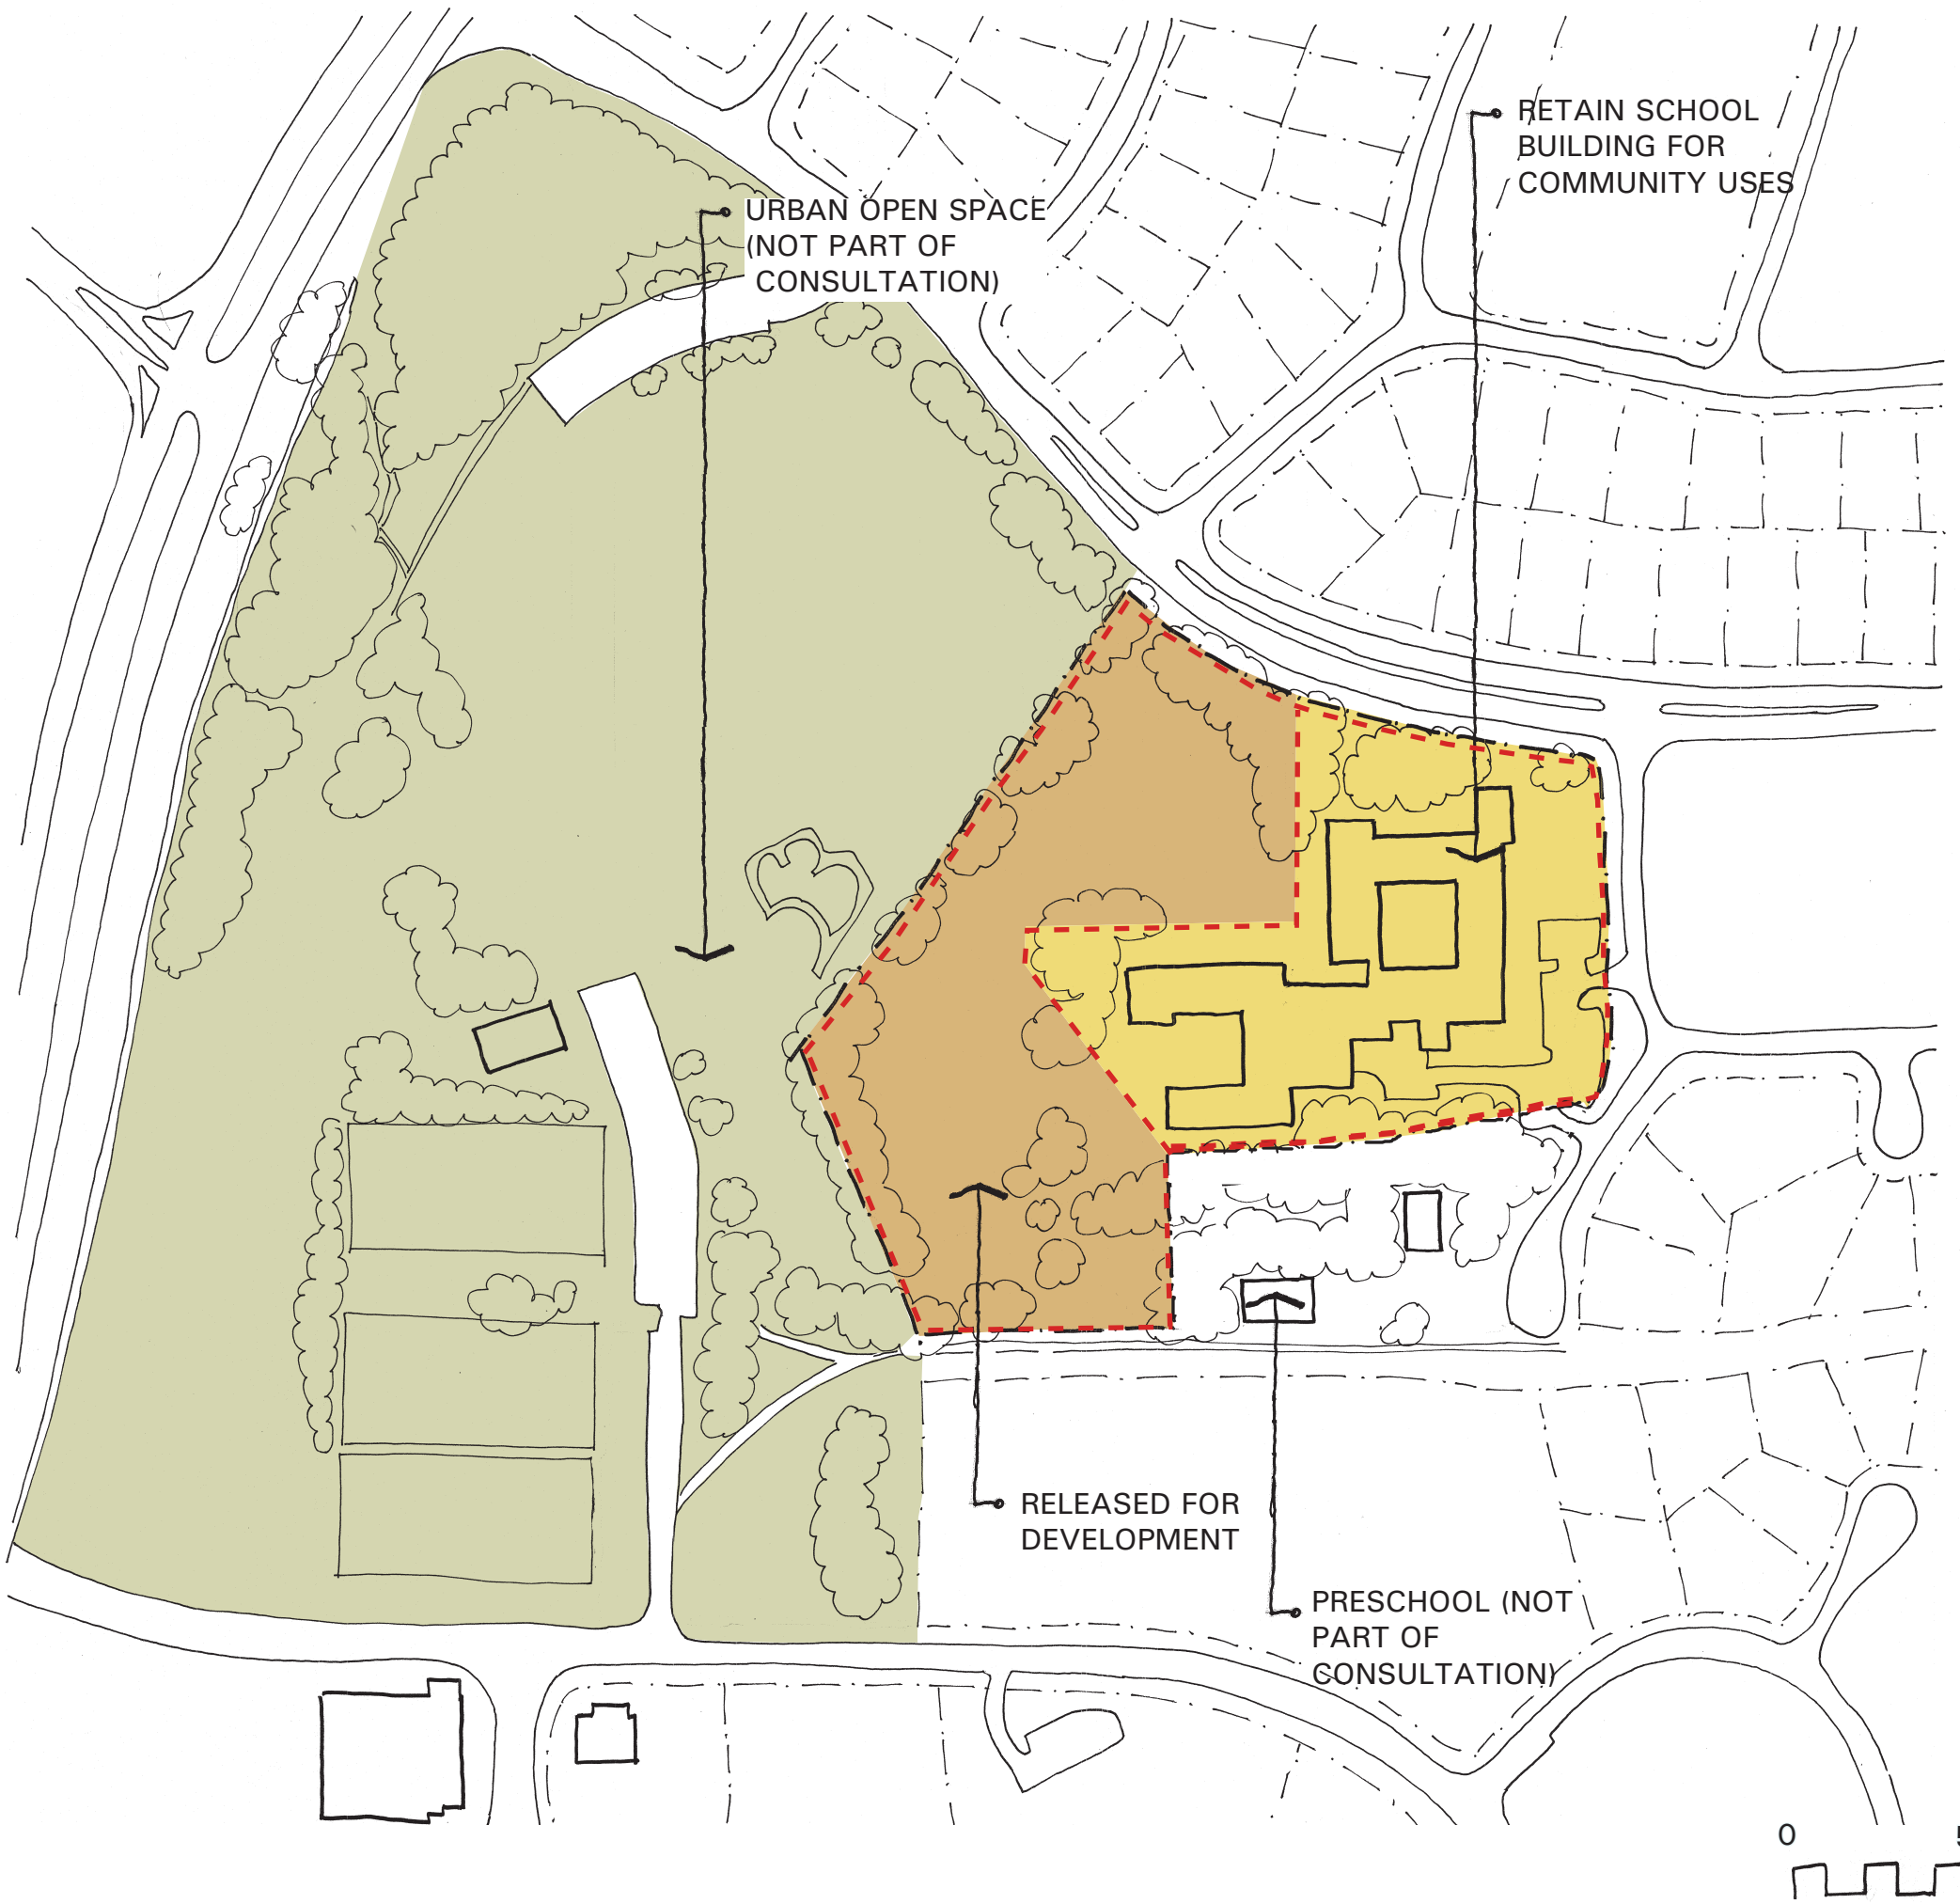 RETAIN SCHOOL
BUILDING FOR
COMMUNITY USES
URBAN OPEN SPACE
(NOT PART OF
CONSULTATION)
RELEASED FOR
DEVELOPMENT
PRESCHOOL (NOT
PART OF
CONSULTATION)
0